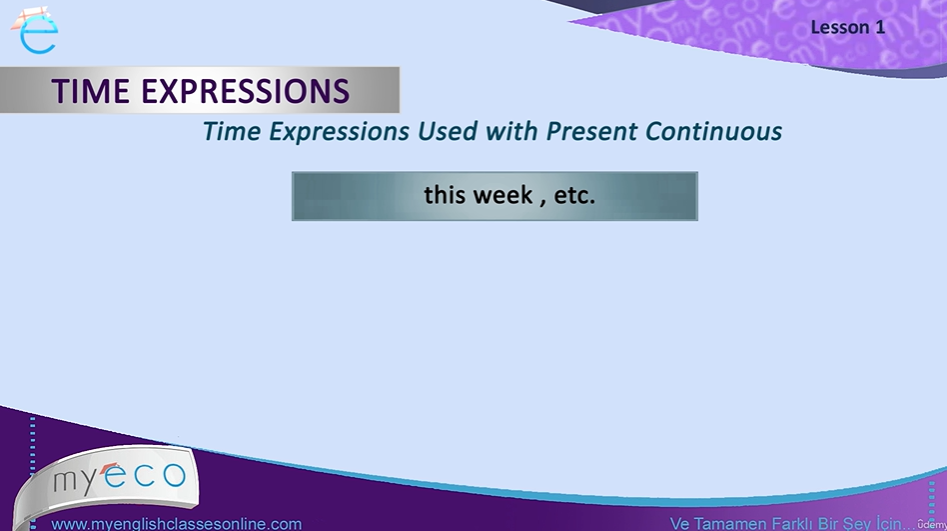 Lesson 1
TIME EXPRESSIONS
Time Expressions Used with Present Continuous
this week , etc.
myeco
www.myenglishclassesonline.com
Ve Tamamen Farklı Bir Şey İçin...
ûdemy